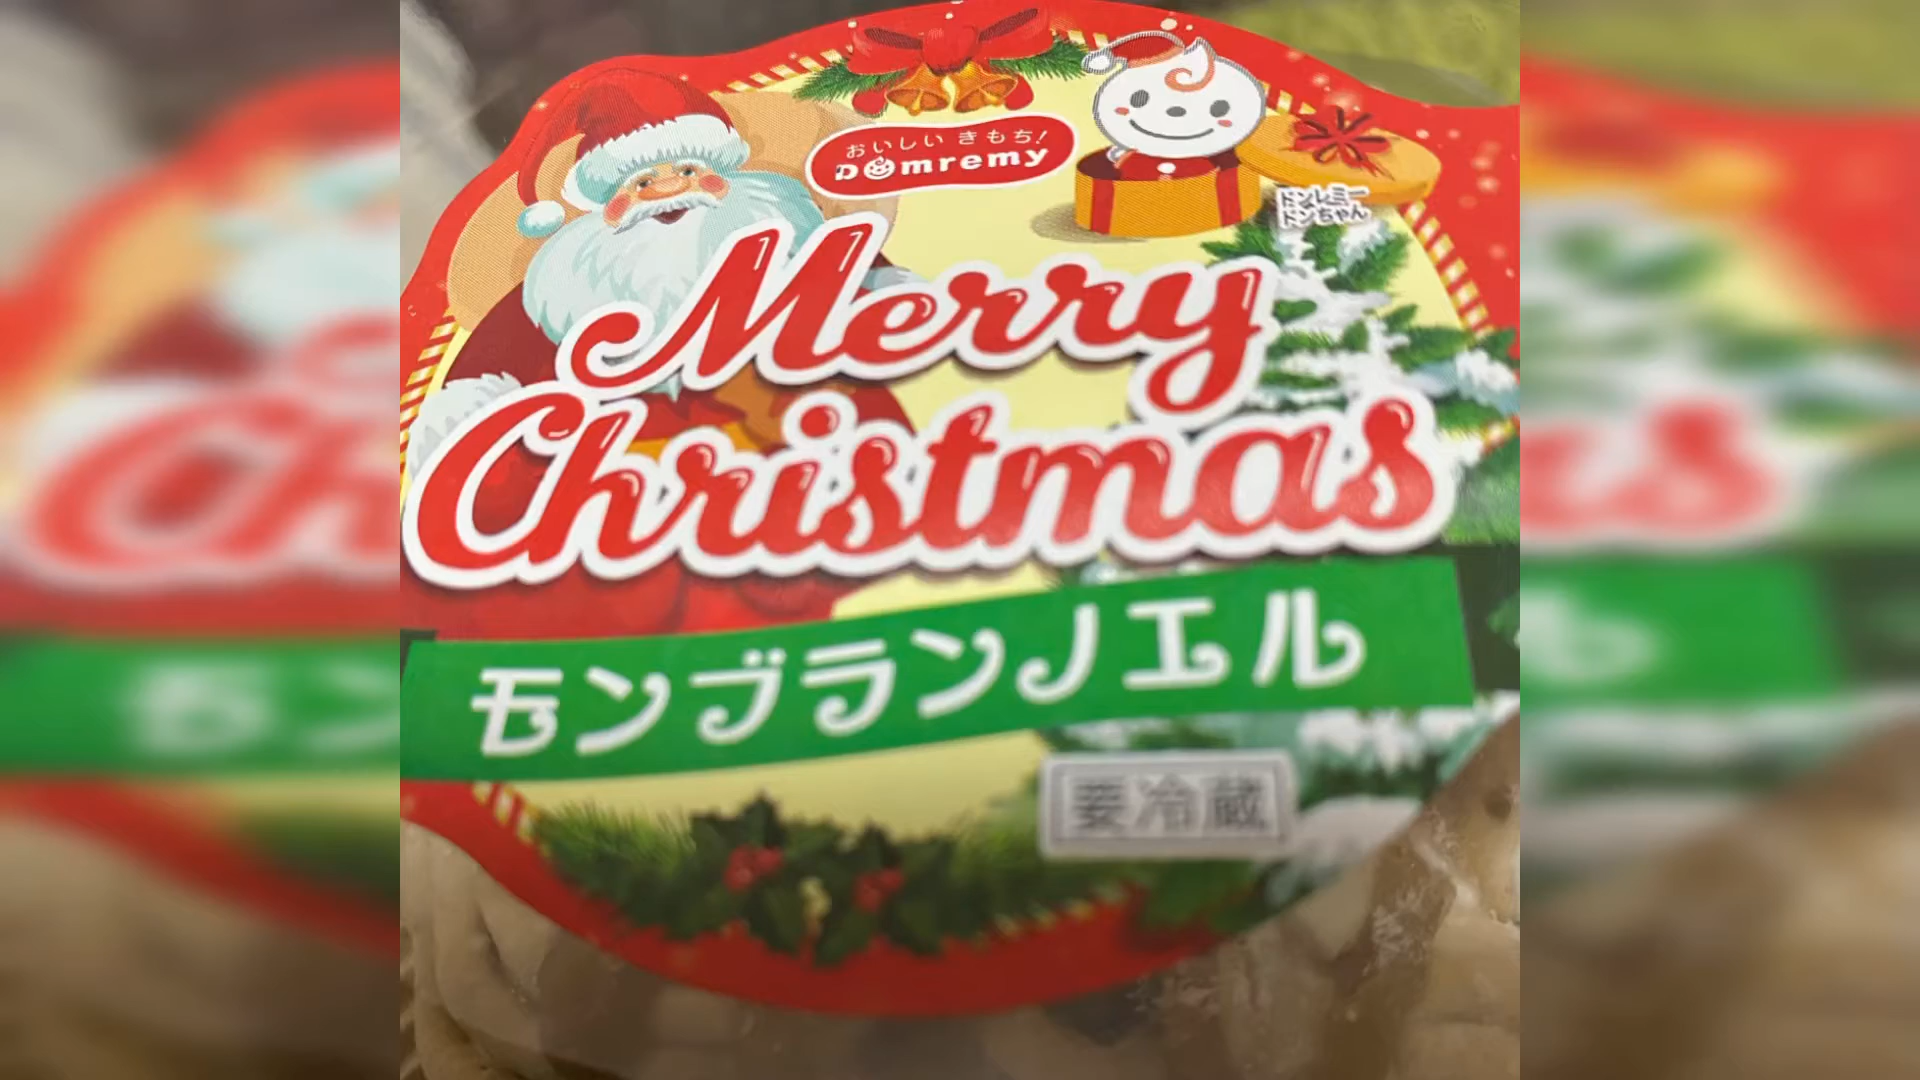 おいしい きもち!
Domremy
ドンレミー
ドンちゃん
Merry
Christmas
モンブランノエル
要冷蔵